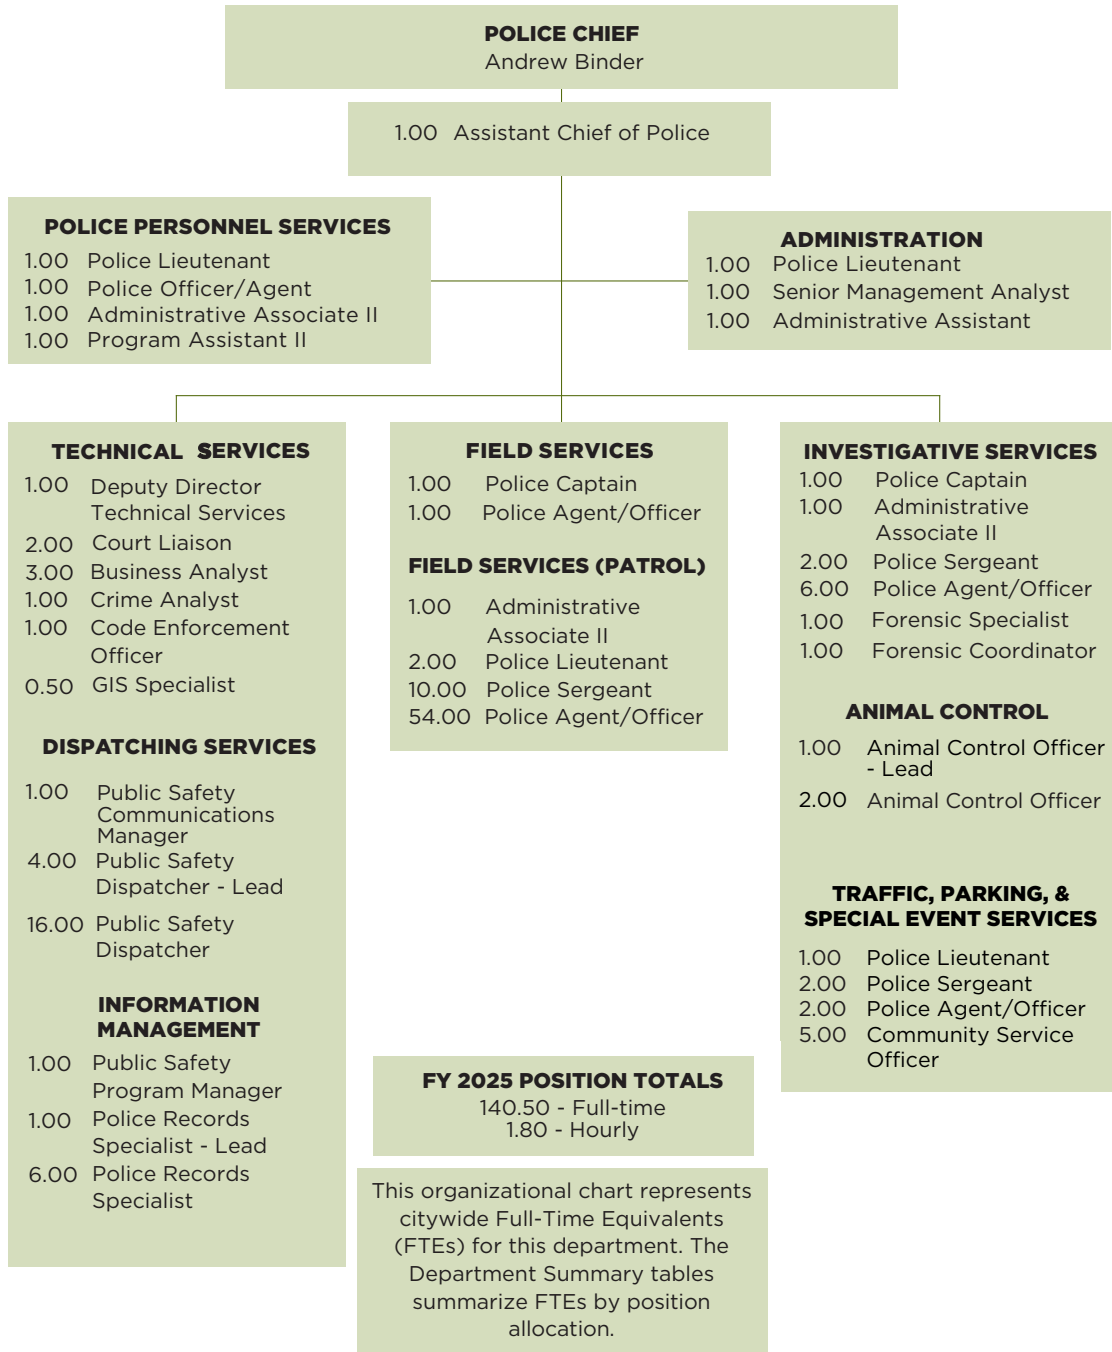 POLICE CHIEF
Andrew Binder
1.00 Assistant Chief of Police
POLICE PERSONNEL SERVICES
1.00 Police Lieutenant
1.00 Police Officer/Agent
1.00 Administrative Associate II
1.00 Program Assistant II
ADMINISTRATION
1.00 Police Lieutenant
1.00 Senior Management Analyst
1.00 Administrative Assistant
TECHNICAL SERVICES
1.00 Deputy Director
Technical Services
2.00 Court Liaison
3.00 Business Analyst
1.00 Crime Analyst
1.00 Code Enforcement
Officer
0.50 GIS Specialist
DISPATCHING SERVICES
1.00 Public Safety
Communications
Manager
4.00 Public Safety
Dispatcher - Lead
16.00 Public Safety
Dispatcher
INFORMATION
MANAGEMENT
1.00 Public Safety
Program Manager
1.00 Police Records
Specialist - Lead
6.00 Police Records
Specialist
FIELD SERVICES
1.00 Police Captain
1.00 Police Agent/Officer
FIELD SERVICES (PATROL)
1.00 Administrative
Associate II
2.00 Police Lieutenant
10.00 Police Sergeant
54.00 Police Agent/Officer
INVESTIGATIVE SERVICES
1.00 Police Captain
1.00 Administrative
Associate II
2.00 Police Sergeant
6.00 Police Agent/Officer
1.00 Forensic Specialist
1.00 Forensic Coordinator
ANIMAL CONTROL
1.00 Animal Control Officer
- Lead
2.00 Animal Control Officer
TRAFFIC, PARKING, &
SPECIAL EVENT SERVICES
1.00 Police Lieutenant
2.00 Police Sergeant
2.00 Police Agent/Officer
5.00 Community Service
Officer
FY 2025 POSITION TOTALS
140.50 - Full-time
1.80 - Hourly
This organizational chart represents
citywide Full-Time Equivalents
(FTEs) for this department. The
Department Summary tables
summarize FTEs by position
allocation.